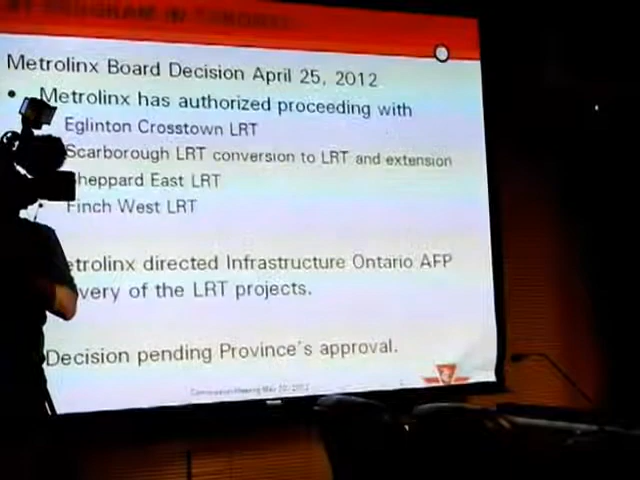 IN TORONTO
Metrolinx Board Decision April 25, 2012
• Metrolinx has authorized proceeding with
Eglinton Crosstown LRT
Scarborough LRT conversion to LRT and extension
heppard East LRT
Finch West LRT
etrolinx directed Infrastructure Ontario AFP
very of the LRT projects.
Decision pending Province's approval.